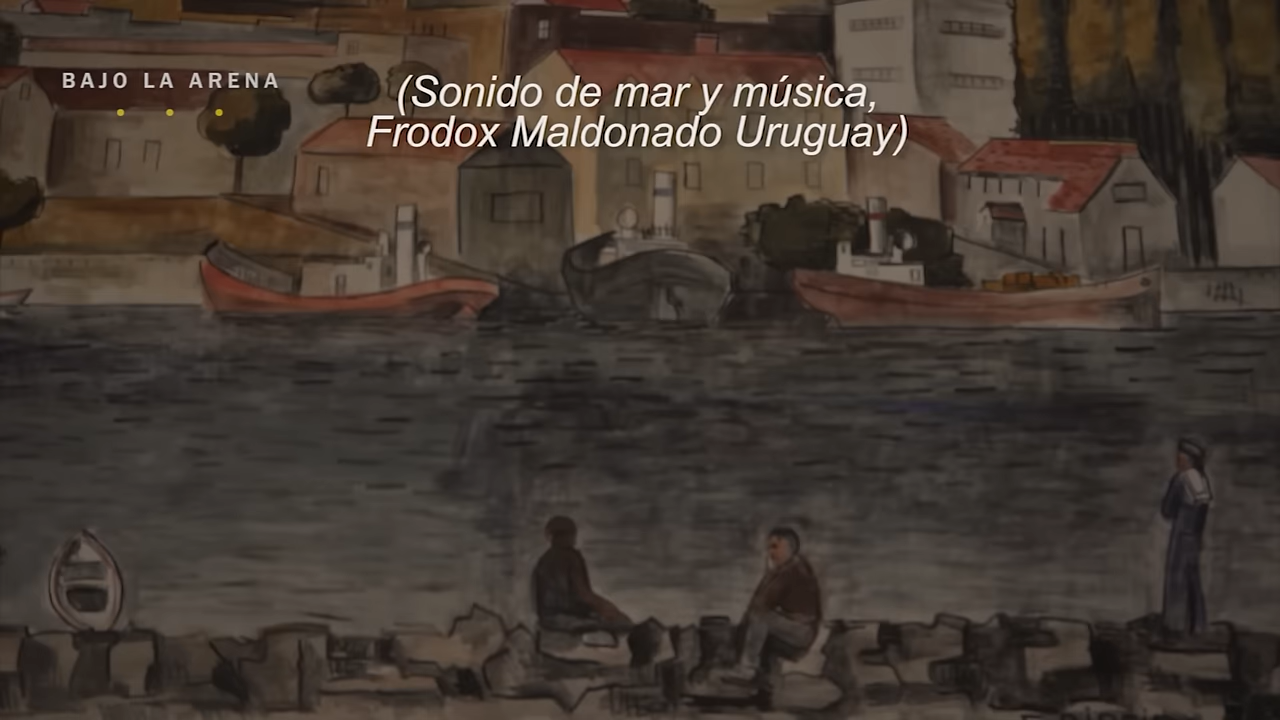 BAJO LA ARENA
(Sonido de mar y música,
Frodox Maldonado Uruguay)